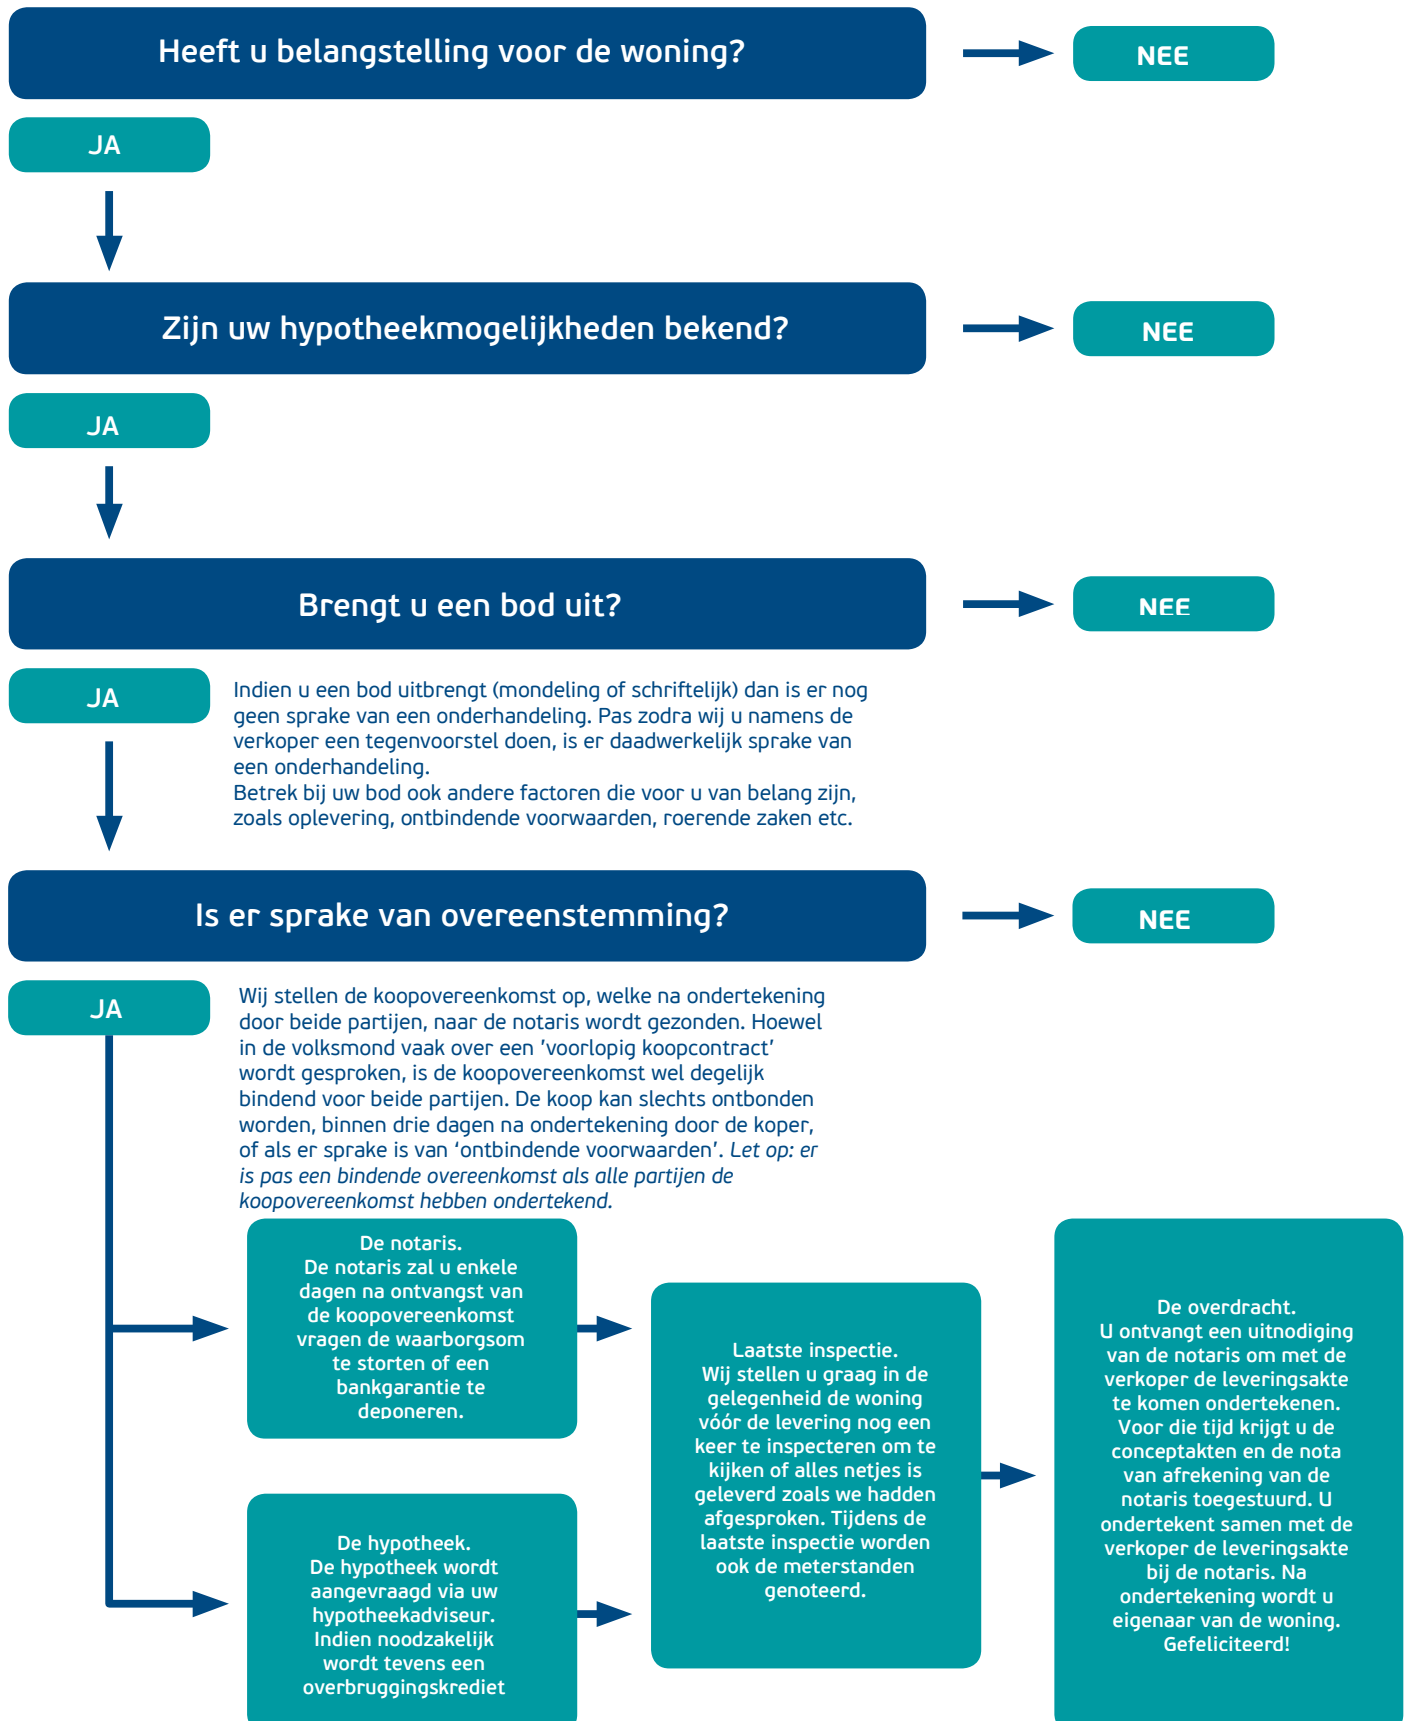 Heeft u belangstelling voor de woning?
NEE
JA
Zijn uw hypotheekmogelijkheden bekend?
NEE
JA
Brengt u een bod uit?
NEE
JA
Indien u een bod uitbrengt (mondeling of schriftelijk) dan is er nog
geen sprake van een onderhandeling. Pas zodra wij u namens de
verkoper een tegenvoorstel doen, is er daadwerkelijk sprake van
een onderhandeling.
Betrek bij uw bod ook andere factoren die voor u van belang zijn,
zoals oplevering, ontbindende voorwaarden, roerende zaken etc.
Is er sprake van overeenstemming?
NEE
JA
Wij stellen de koopovereenkomst op, welke na ondertekening
door beide partijen, naar de notaris wordt gezonden. Hoewel
in de volksmond vaak over een 'voorlopig koopcontract'
wordt gesproken, is de koopovereenkomst wel degelijk
bindend voor beide partijen. De koop kan slechts ontbonden
worden, binnen drie dagen na ondertekening door de koper,
of als er sprake is van ‘ontbindende voorwaarden’. Let op: er
is pas een bindende overeenkomst als alle partijen de
koopovereenkomst hebben ondertekend.
De notaris.
De notaris zal u enkele
dagen na ontvangst van
de koopovereenkomst
vragen de waarborgsom
te storten of een
bankgarantie te
deponeren.
De hypotheek.
De hypotheek wordt
aangevraagd via uw
hypotheekadviseur.
Indien noodzakelijk
wordt tevens een
overbruggingskrediet
Laatste inspectie.
Wij stellen u graag in de
gelegenheid de woning
vóór de levering nog een
keer te inspecteren om te
kijken of alles netjes is
geleverd zoals we hadden
afgesproken. Tijdens de
laatste inspectie worden
ook de meterstanden
genoteerd.
De overdracht.
U ontvangt een uitnodiging
van de notaris om met de
verkoper de leveringsakte
te komen ondertekenen.
Voor die tijd krijgt u de
conceptakten en de nota
van afrekening van de
notaris toegestuurd. U
ondertekent samen met de
verkoper de leveringsakte
bij de notaris. Na
ondertekening wordt u
eigenaar van de woning.
Gefeliciteerd!